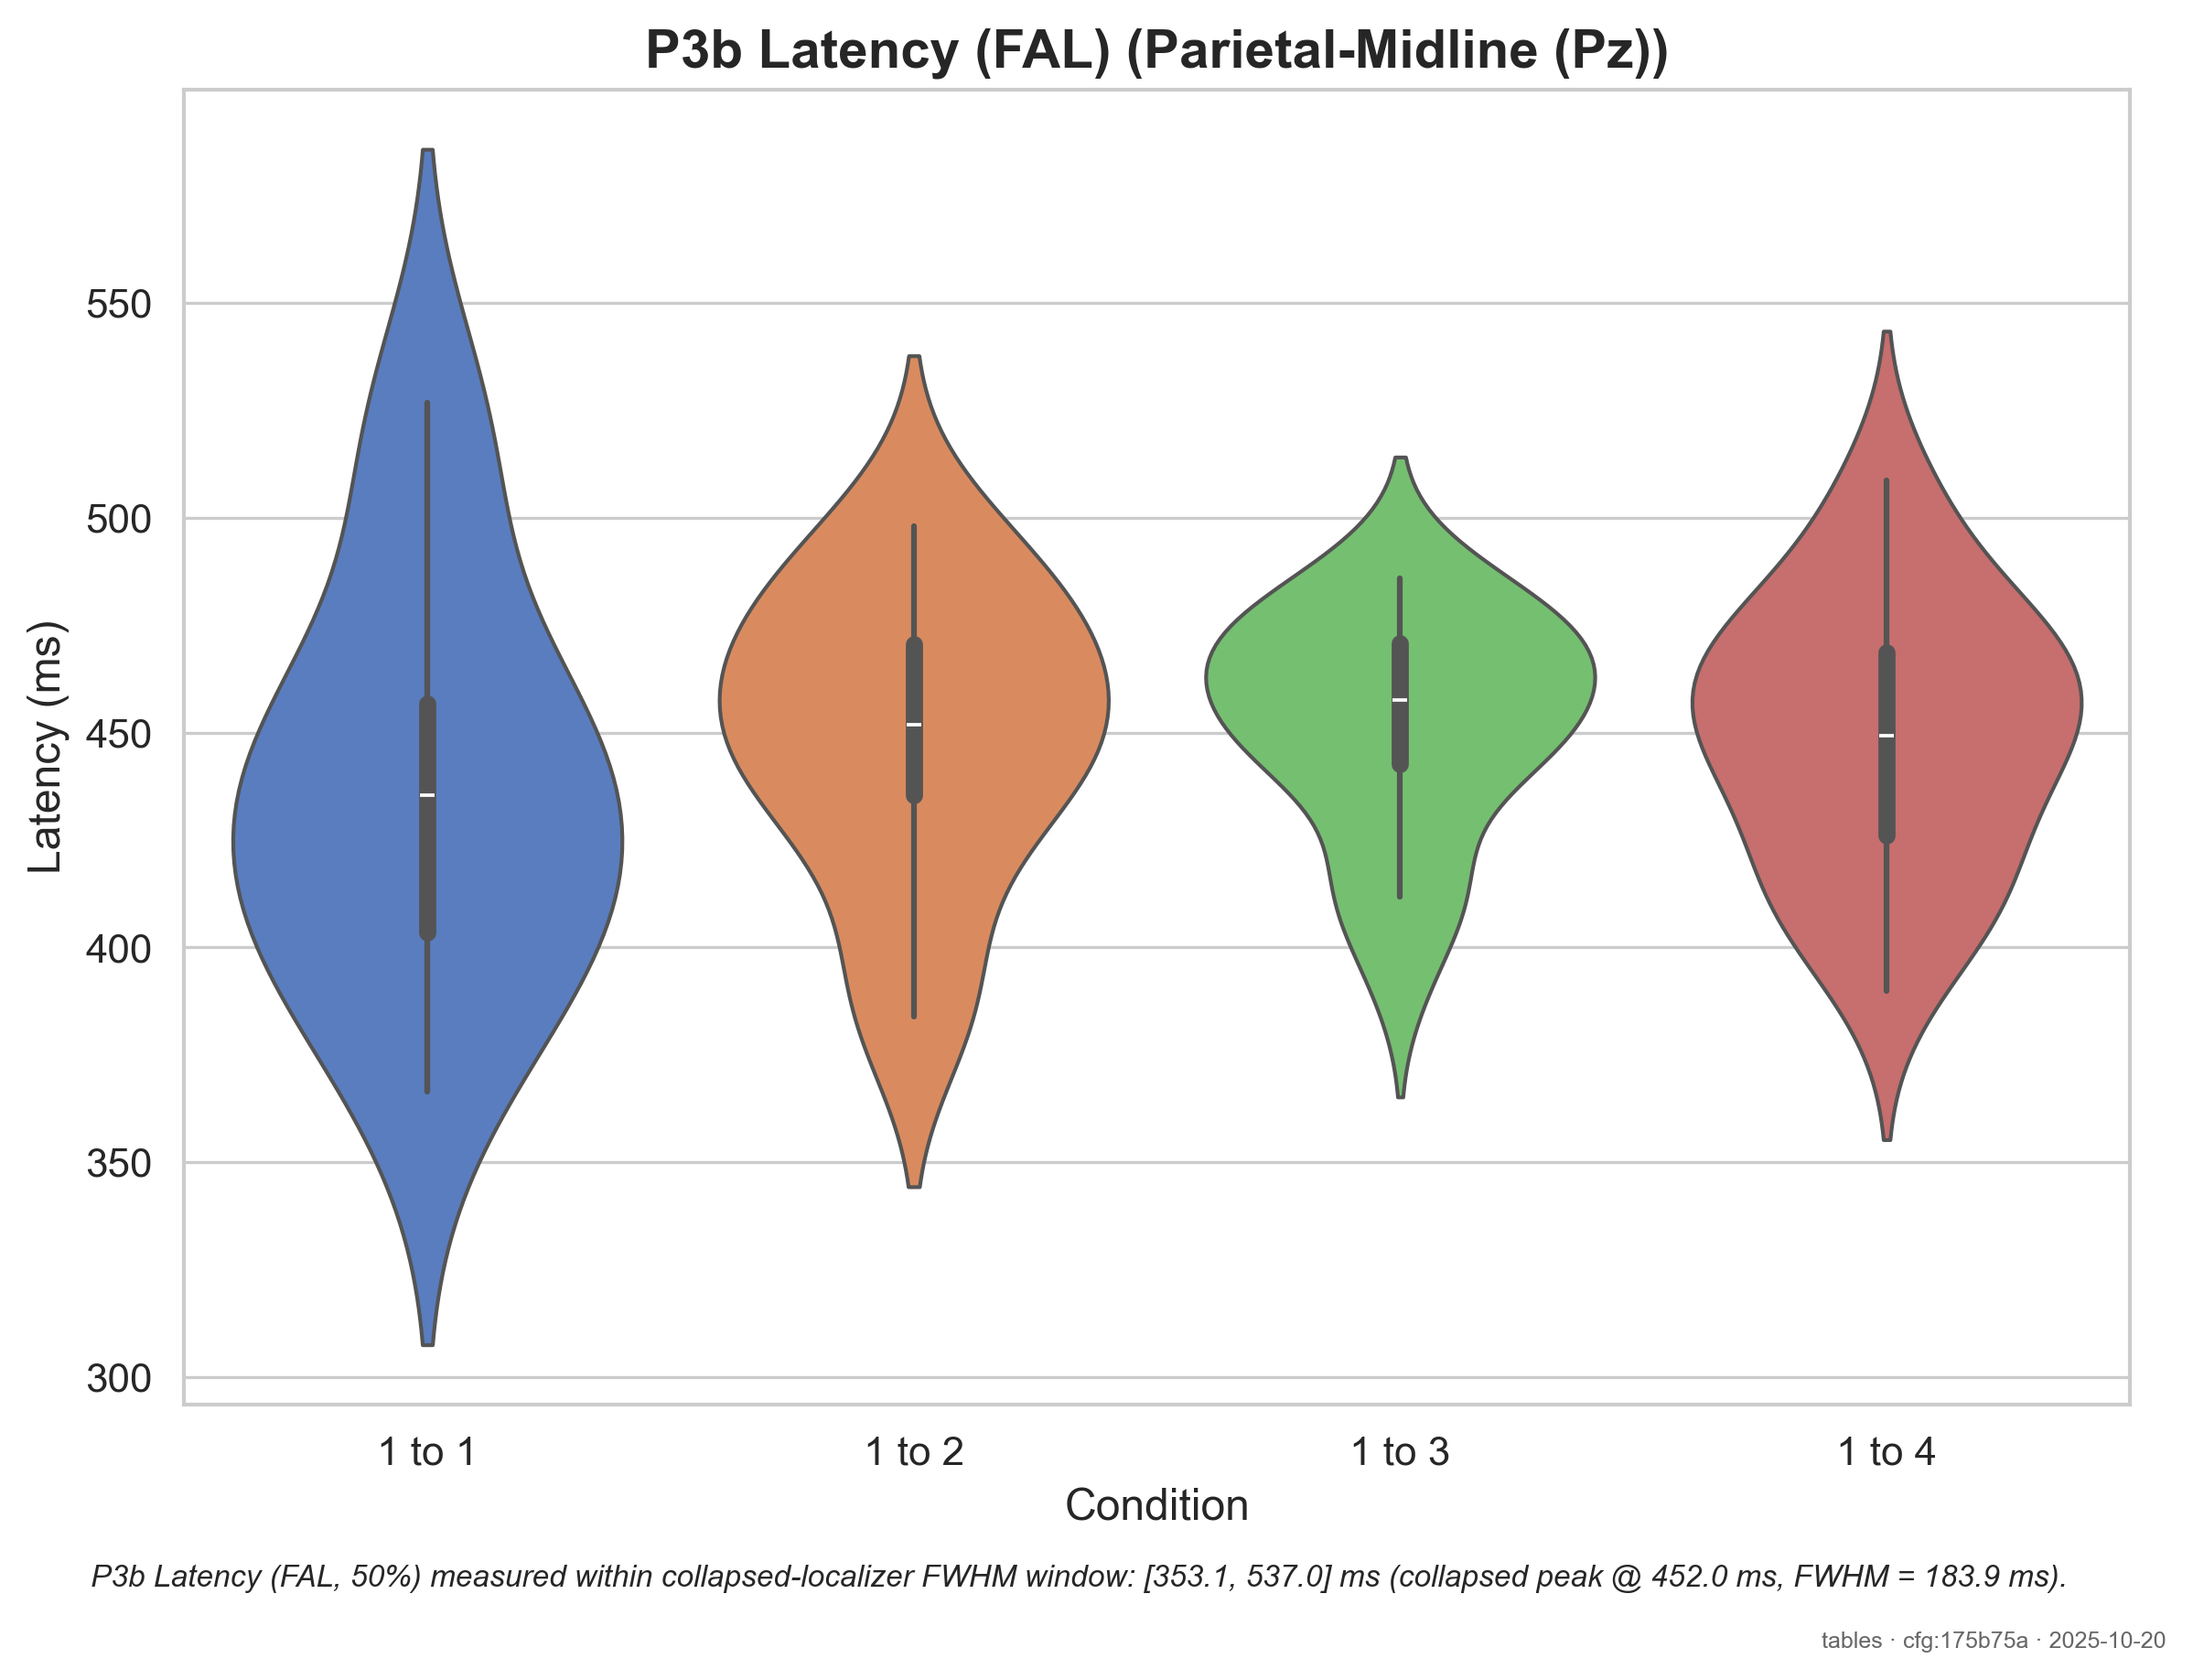 P3b Latency (FAL) (Parietal-Midline (Pz))
Latency (ms)
550
500
450
400
350
300
1 to 1
1 to 2
1 to 3
1 to 4
Condition
P3b Latency (FAL, 50%) measured within collapsed-localizer FWHM window: [353.1, 537.0] ms (collapsed peak @ 452.0 ms, FWHM = 183.9 ms).
tables · cfg:175b75a · 2025-10-20